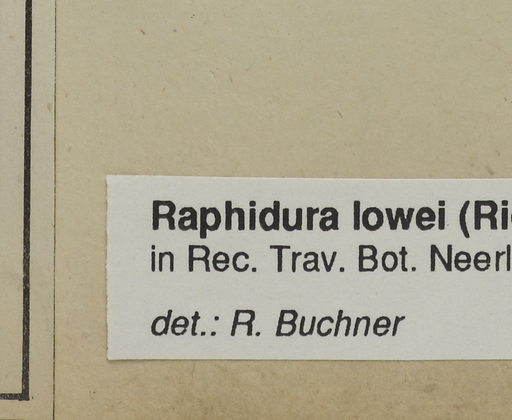 Raphidura lowei (Ri
in Rec. Trav. Bot. Neerl
det.: R. Buchner